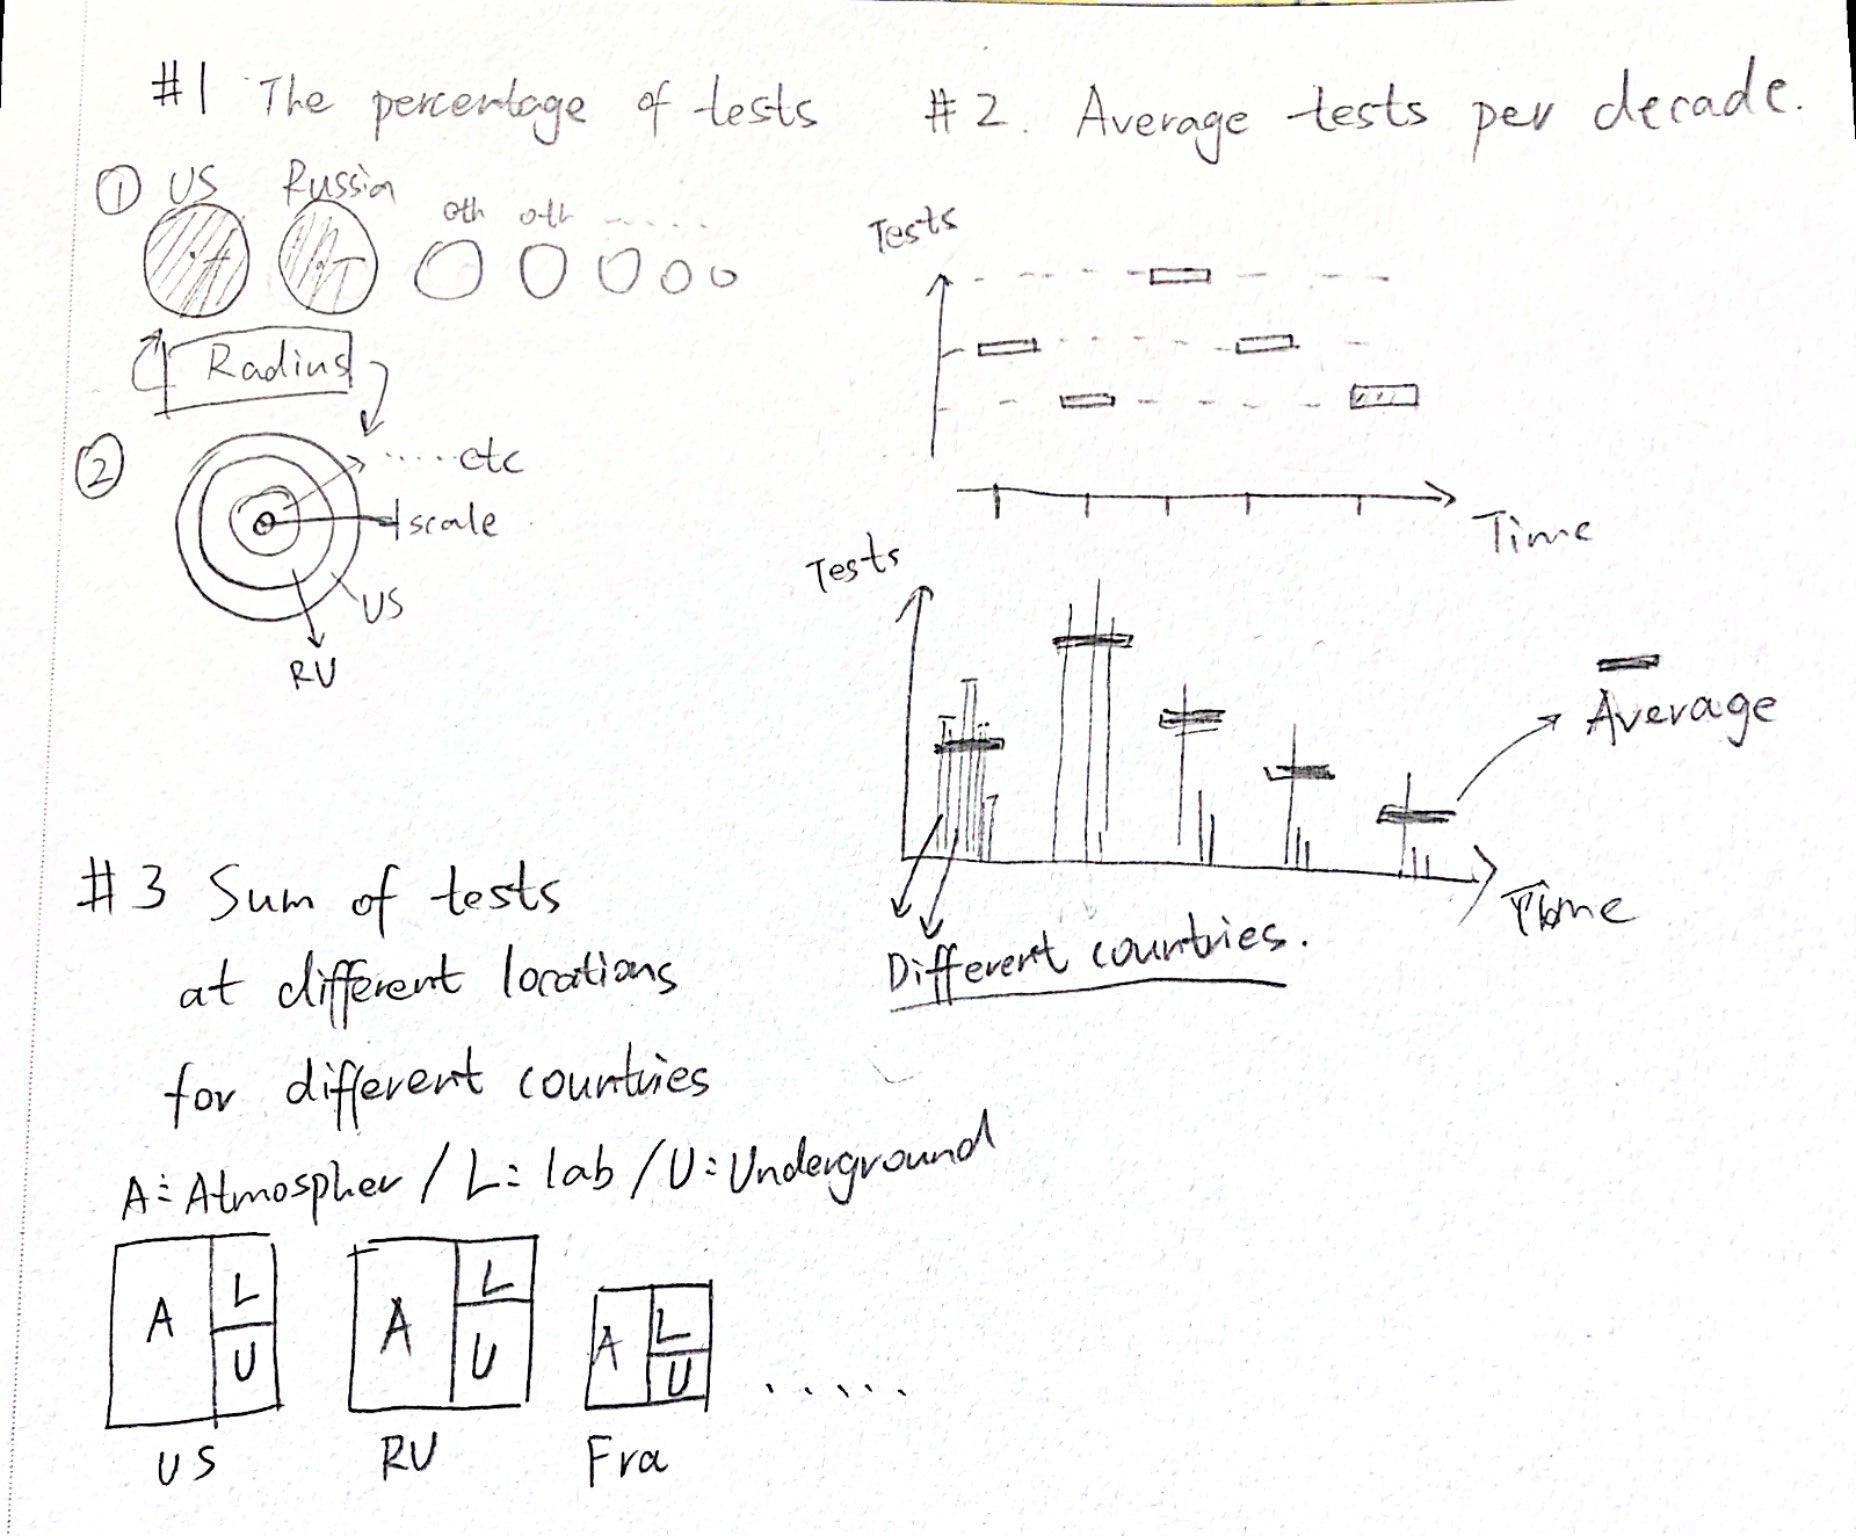 #1 The percentage of tests
① US Russia oth oth .....
Radius
② ..... etc
scale
US
RU
#2. Average tests per decade.
Tests
Time
Tests
Average
Time
Different countries.
#3 Sum of tests
at different locations
for different countries
A: Atmospher / L: lab / U: Underground
A L U
A L U
A L U
.....
US RU Fra